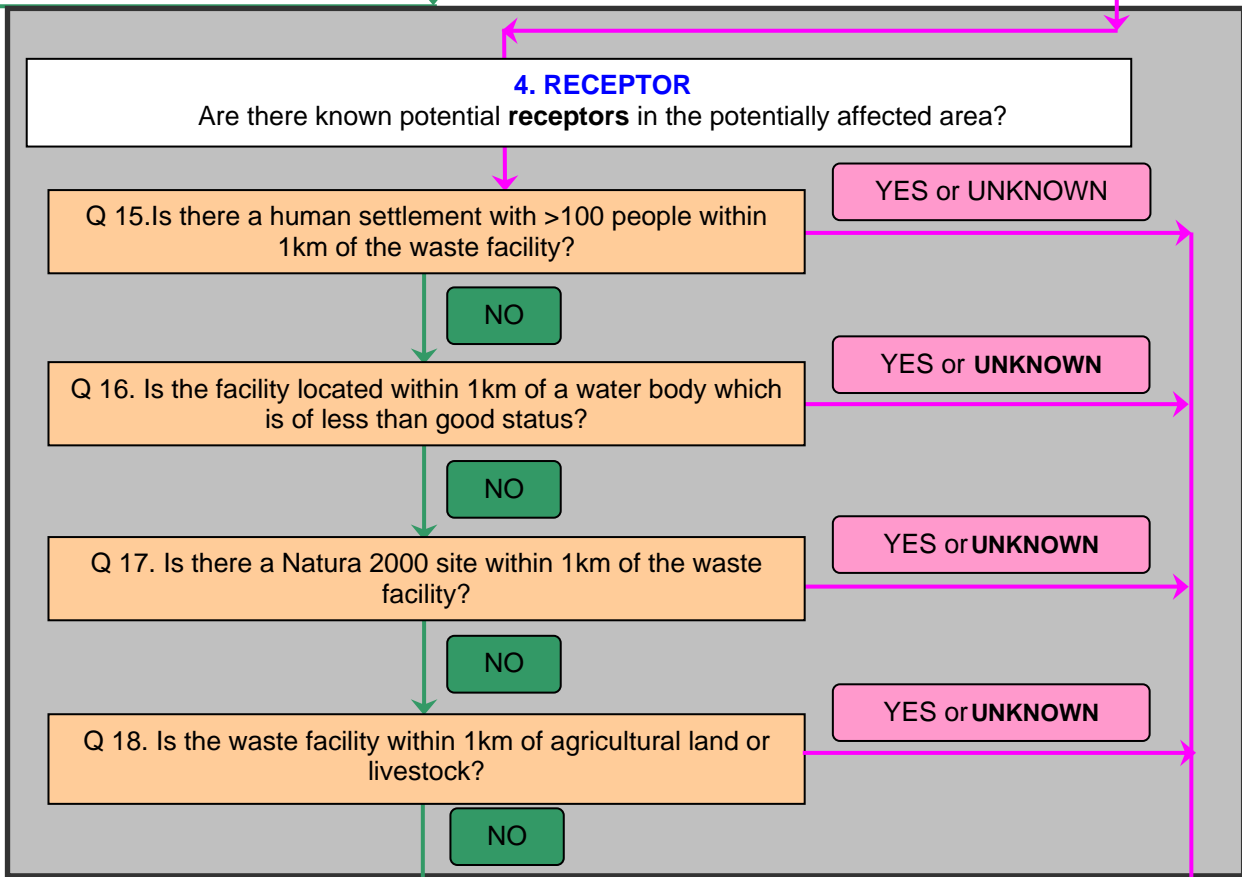 4. RECEPTOR
Are there known potential receptors in the potentially affected area?
Q 15.Is there a human settlement with >100 people within
1km of the waste facility?
YES or UNKNOWN
NO
Q 16. Is the facility located within 1km of a water body which
is of less than good status?
YES or UNKNOWN
NO
Q 17. Is there a Natura 2000 site within 1km of the waste
facility?
YES or UNKNOWN
NO
Q 18. Is the waste facility within 1km of agricultural land or
livestock?
YES or UNKNOWN
NO